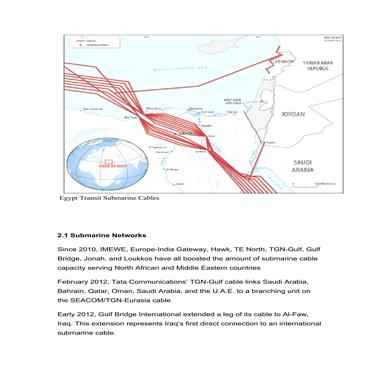 LEBANON
SYRIAN ARAB
REPUBLIC
JORDAN
SAUDI
ARABIA
AREA OF MAP
Egypt Transit Submarine Cables
2.1 Submarine Networks
Since 2010, IMEWE, Europe-India Gateway, Hawk, TE North, TGN-Gulf, Gulf
Bridge, Jonah, and Loukkos have all boosted the amount of submarine cable
capacity serving North African and Middle Eastern countries
February 2012, Tata Communications' TGN-Gulf cable links Saudi Arabia,
Bahrain, Qatar, Oman, Saudi Arabia, and the U.A.E. to a branching unit on
the SEACOM/TGN-Eurasia cable
Early 2012, Gulf Bridge International extended a leg of its cable to Al-Faw,
Iraq. This extension represents Iraq's first direct connection to an international
submarine cable.